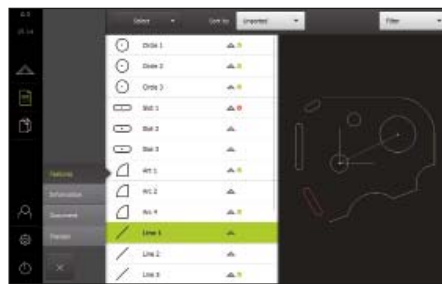 Select
Sort by
Unsorted
Filter
Circle 1
Circle 2
Circle 3
Slot 1
Slot 2
Slot 3
Features
Arc 1
Information
Arc 2
Document
Arc 4
Line 1
Line 2
Line 3